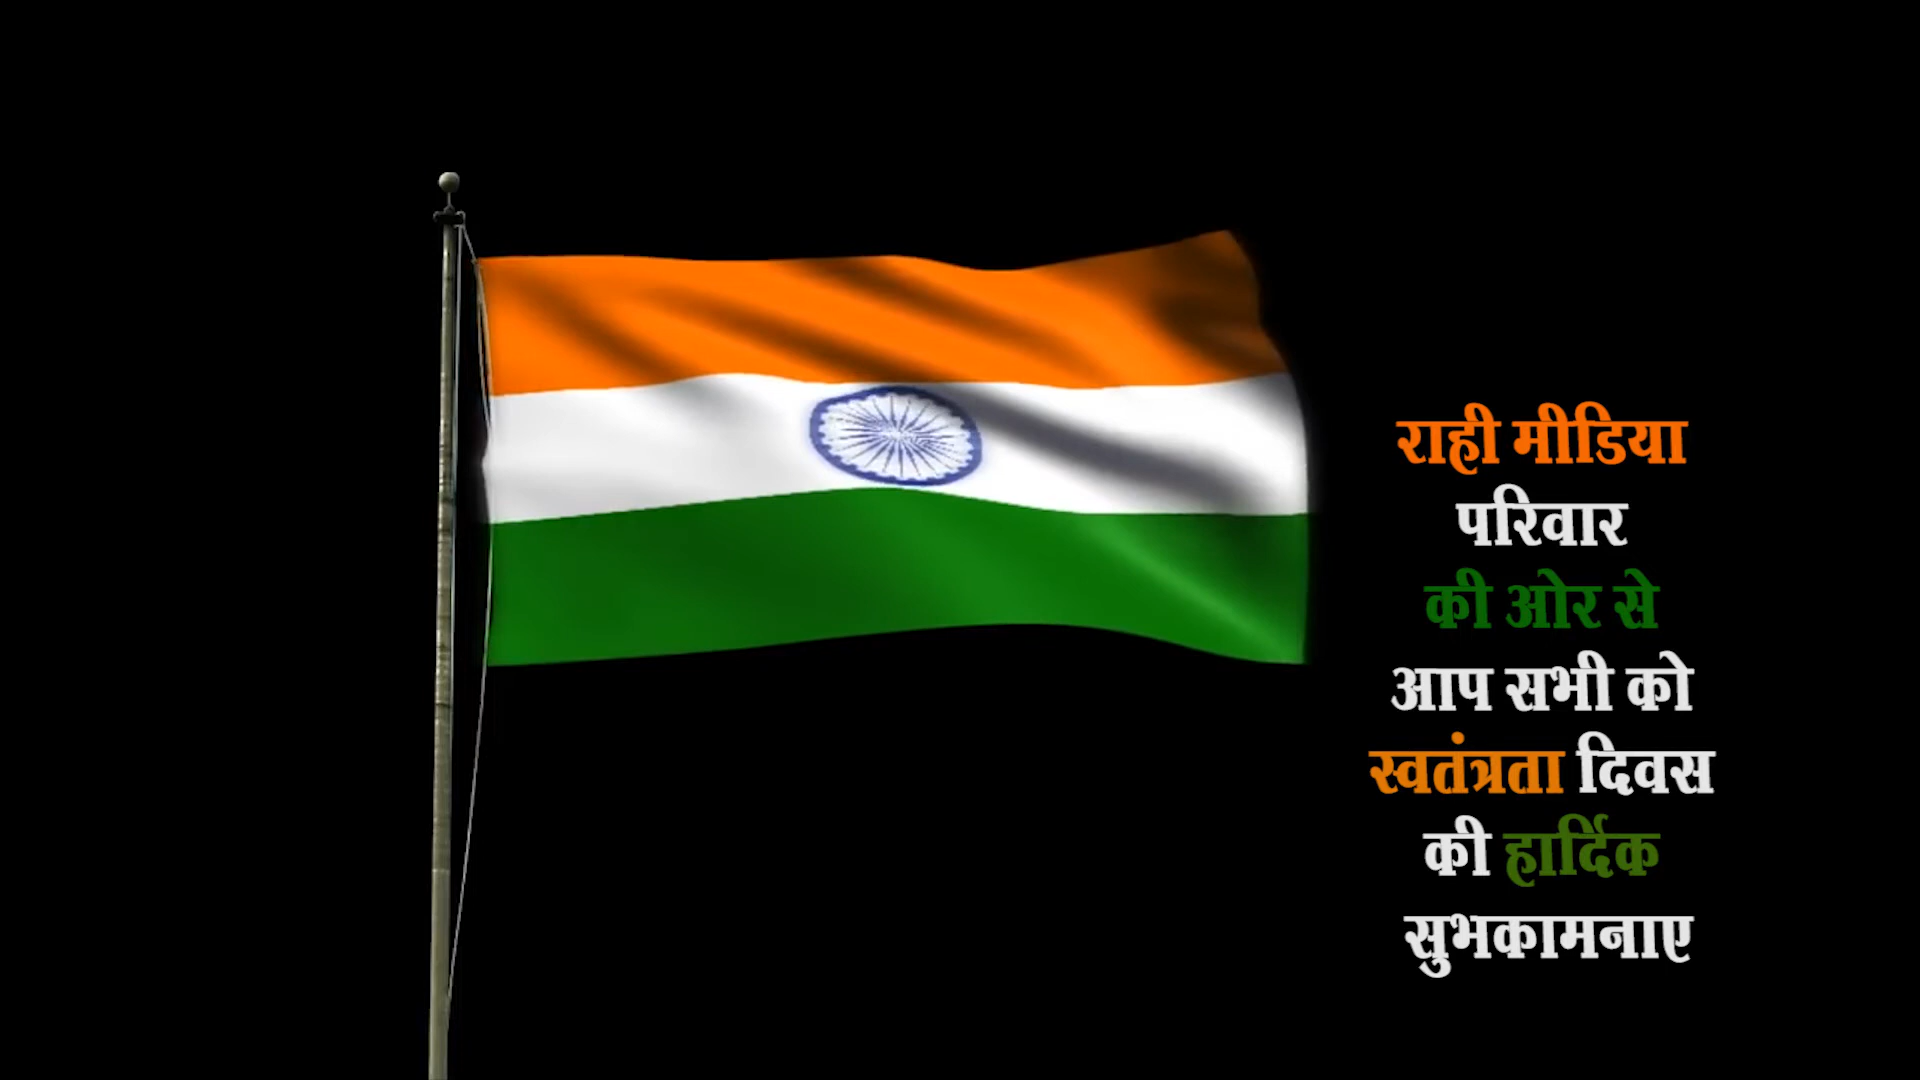 राही मीडिया
परिवार
की ओर से
आप सभी को
स्वतंत्रता दिवस
की हार्दिक
सुभकामनाए